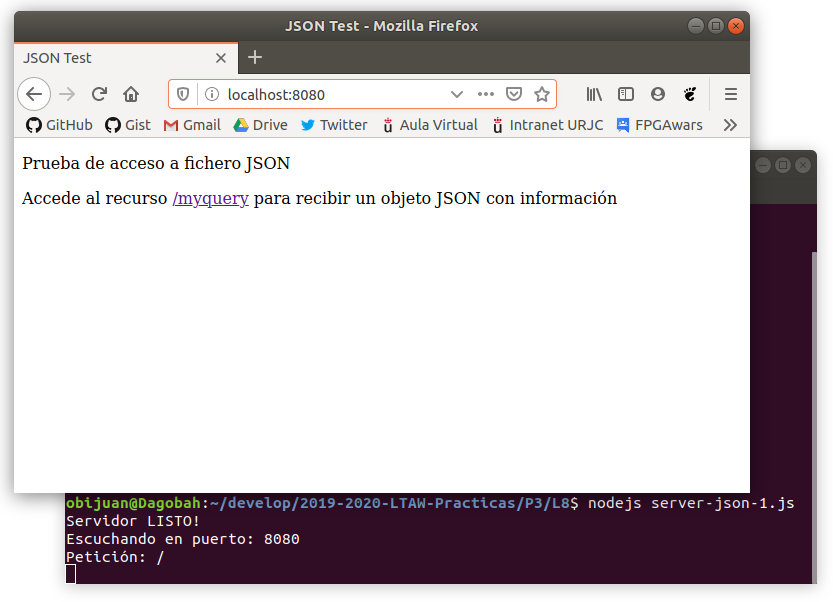 JSON Test - Mozilla Firefox
JSON Test
localhost:8080
GitHub Gist Gmail Drive Twitter Aula Virtual Intranet URJC FPGAwars
Prueba de acceso a fichero JSON
Accede al recurso /myquery para recibir un objeto JSON con información
obijuan@Dagobah:~/develop/2019-2020-LTAW-Practicas/P3/L8$ nodejs server-json-1.js
Servidor LISTO!
Escuchando en puerto: 8080
Petición: /